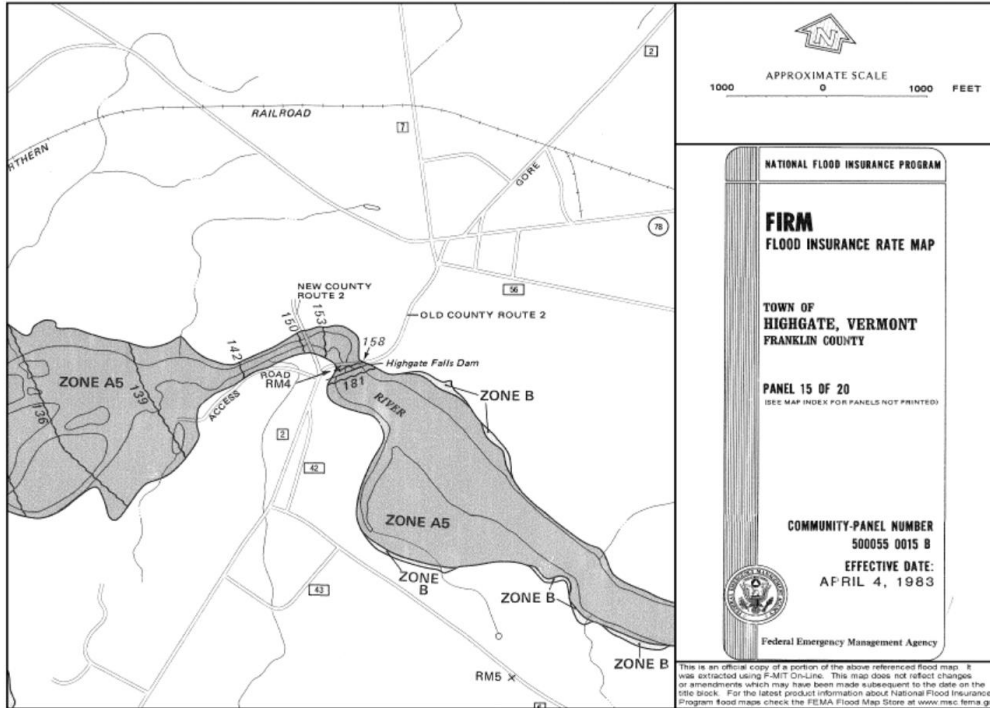 APPROXIMATE SCALE
1000 0 1000 FEET
N
NATIONAL FLOOD INSURANCE PROGRAM
FIRM
FLOOD INSURANCE RATE MAP
TOWN OF
HIGHGATE, VERMONT
FRANKLIN COUNTY
PANEL 15 OF 20
(SEE MAP INDEX FOR PANELS NOT PRINTED)
COMMUNITY-PANEL NUMBER
500055 0015 B
EFFECTIVE DATE:
APRIL 4, 1983
Federal Emergency Management Agency
This is an official copy of a portion of the above referenced flood map. It
was extracted using F-MIT On-Line. This map does not reflect changes
or amendments which may have been made subsequent to the date on the
title block. For the latest product information about National Flood Insurance
Program flood maps check the FEMA Flood Map Store at www.msc.fema.g
2
RAILROAD
RTHERN
7
GORE
78
56
NEW COUNTY
ROUTE 2
OLD COUNTY ROUTE 2
150
153
158
142
Highgate Falls Dam
ROAD
RM4
181
ZONE A5
139
136
ACCESS
RIVER
ZONE B
2
42
ZONE A5
ZONE
B
43
ZONE B
ZONE B
RM5
6